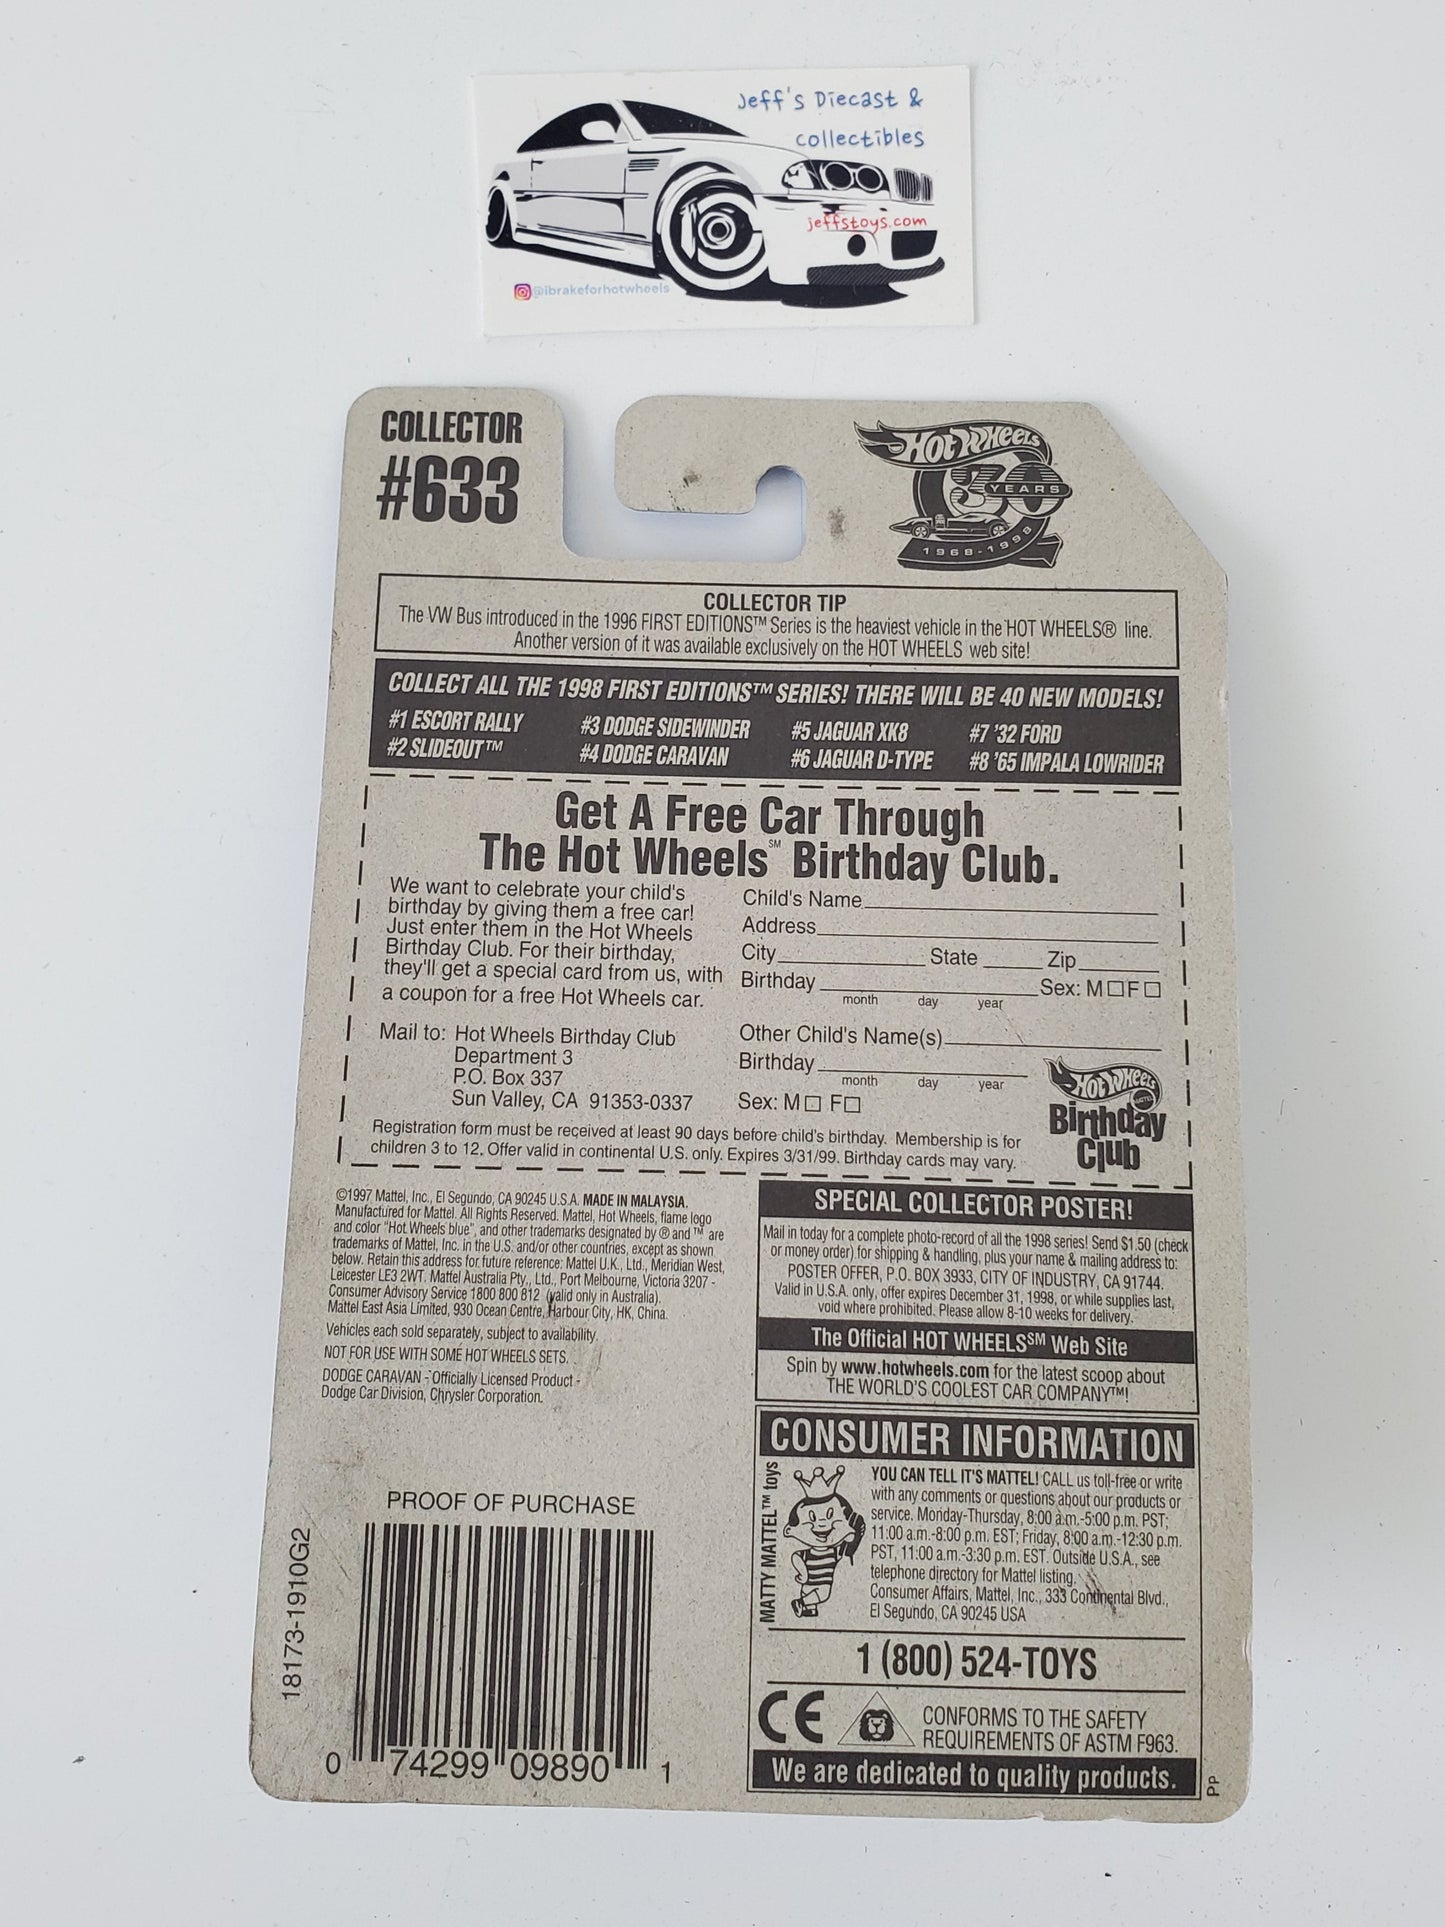 Jeff's Diecast &
collectibles
jeffstoys.com
@ibrakeforhotwheels
COLLECTOR
#633
HOT WHEELS
30
YEARS
1968-1998
COLLECTOR TIP
The VW Bus introduced in the 1996 FIRST EDITIONS™ Series is the heaviest vehicle in the HOT WHEELS® line.
Another version of it was available exclusively on the HOT WHEELS web site!
COLLECT ALL THE 1998 FIRST EDITIONS™ SERIES! THERE WILL BE 40 NEW MODELS!
#1 ESCORT RALLY #3 DODGE SIDEWINDER #5 JAGUAR XK8 #7 '32 FORD
#2 SLIDEOUT™ #4 DODGE CARAVAN #6 JAGUAR D-TYPE #8 '65 IMPALA LOWRIDER
Get A Free Car Through
The Hot Wheels℠ Birthday Club.
We want to celebrate your child's
birthday by giving them a free car!
Just enter them in the Hot Wheels
Birthday Club. For their birthday,
they'll get a special card from us, with
a coupon for a free Hot Wheels car.
Mail to: Hot Wheels Birthday Club
Department 3
P.O. Box 337
Sun Valley, CA 91353-0337
Child's Name
Address
City State Zip
Birthday Sex: M□ F□
month day year
Other Child's Name(s)
Birthday
month day year
Sex: M□ F□
HOT WHEELS
MATTEL
Birthday
Club
Registration form must be received at least 90 days before child's birthday. Membership is for
children 3 to 12. Offer valid in continental U.S. only. Expires 3/31/99. Birthday cards may vary.
©1997 Mattel, Inc., El Segundo, CA 90245 U.S.A. MADE IN MALAYSIA.
Manufactured for Mattel. All Rights Reserved. Mattel, Hot Wheels, flame logo
and color "Hot Wheels blue", and other trademarks designated by ® and ™ are
trademarks of Mattel, Inc. in the U.S. and/or other countries, except as shown
below. Retain this address for future reference: Mattel U.K., Ltd., Meridian West,
Leicester LE3 2WT. Mattel Australia Pty., Ltd., Port Melbourne, Victoria 3207 -
Consumer Advisory Service 1800 800 812 (valid only in Australia).
Mattel East Asia Limited, 930 Ocean Centre, Harbour City, HK, China.
Vehicles each sold separately, subject to availability.
NOT FOR USE WITH SOME HOT WHEELS SETS.
DODGE CARAVAN - Officially Licensed Product -
Dodge Car Division, Chrysler Corporation.
SPECIAL COLLECTOR POSTER!
Mail in today for a complete photo-record of all the 1998 series! Send $1.50 (check
or money order) for shipping & handling, plus your name & mailing address to:
POSTER OFFER, P.O. BOX 3933, CITY OF INDUSTRY, CA 91744.
Valid in U.S.A. only, offer expires December 31, 1998, or while supplies last,
void where prohibited. Please allow 8-10 weeks for delivery.
The Official HOT WHEELS℠ Web Site
Spin by www.hotwheels.com for the latest scoop about
THE WORLD'S COOLEST CAR COMPANY™!
CONSUMER INFORMATION
MATTY MATTEL™ toys
YOU CAN TELL IT'S MATTEL! CALL us toll-free or write
with any comments or questions about our products or
service. Monday-Thursday, 8:00 a.m.-5:00 p.m. PST;
11:00 a.m.-8:00 p.m. EST; Friday, 8:00 a.m.-12:30 p.m.
PST, 11:00 a.m.-3:30 p.m. EST. Outside U.S.A., see
telephone directory for Mattel listing.
Consumer Affairs, Mattel, Inc., 333 Continental Blvd.,
El Segundo, CA 90245 USA
1 (800) 524-TOYS
CE
CONFORMS TO THE SAFETY
REQUIREMENTS OF ASTM F963.
We are dedicated to quality products.
PP
PROOF OF PURCHASE
18173-1910G2
0 74299 09890 1